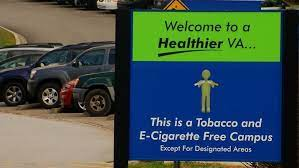 Welcome to a
Healthier VA...
This is a Tobacco and
E-Cigarette Free Campus
Except For Designated Areas